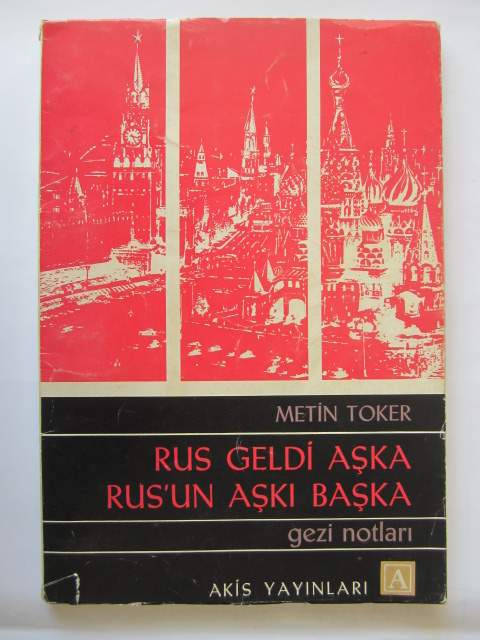 METİN TOKER
RUS GELDİ AŞKA
RUS'UN AŞKI BAŞKA
gezi notları
AKİS YAYINLARI A